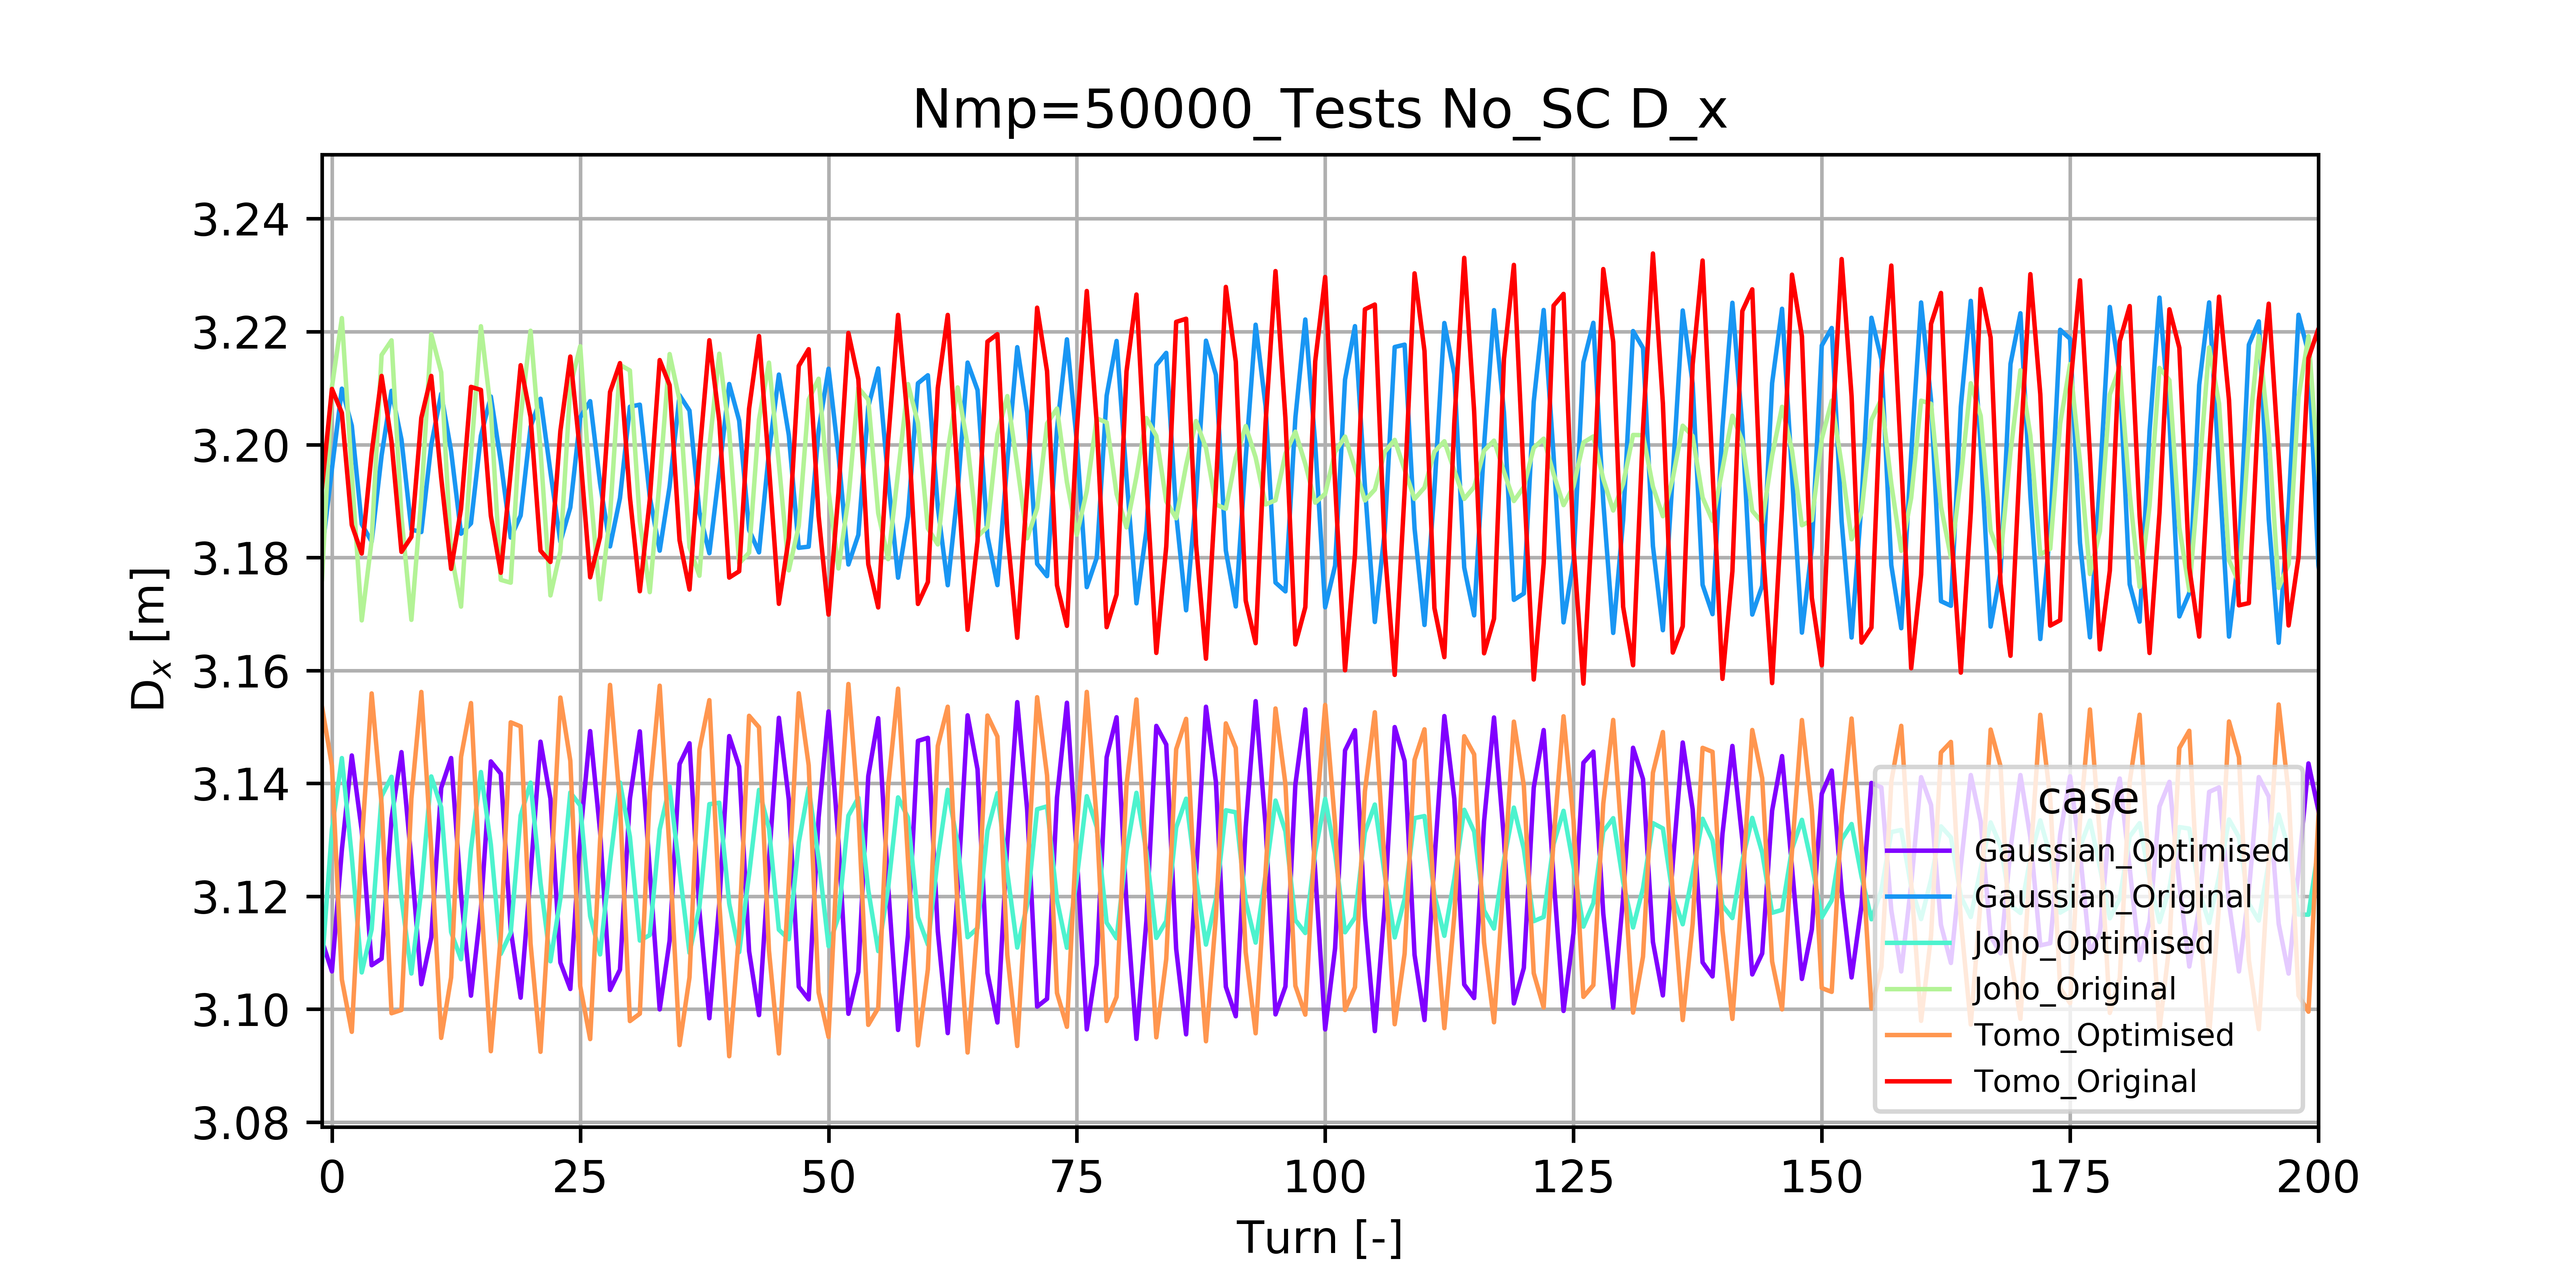 Nmp=50000_Tests No_SC D_x
3.24
3.22
3.20
3.18
3.16
3.14
3.12
3.10
3.08
Dₓ [m]
0 25 50 75 100 125 150 175 200
Turn [-]
case
Gaussian_Optimised
Gaussian_Original
Joho_Optimised
Joho_Original
Tomo_Optimised
Tomo_Original